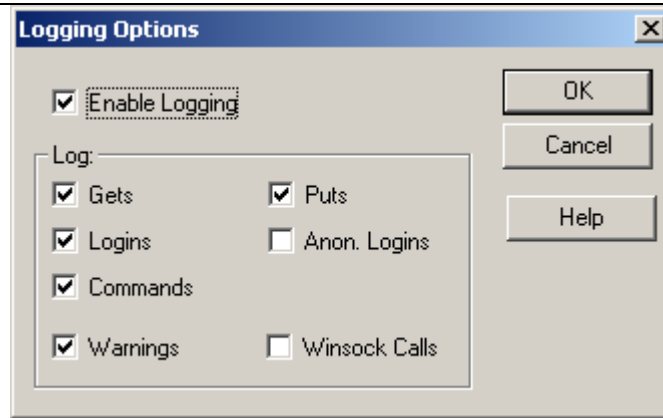 Logging Options
Enable Logging
OK
Cancel
Help
Log:
Gets Puts
Logins Anon. Logins
Commands
Warnings Winsock Calls